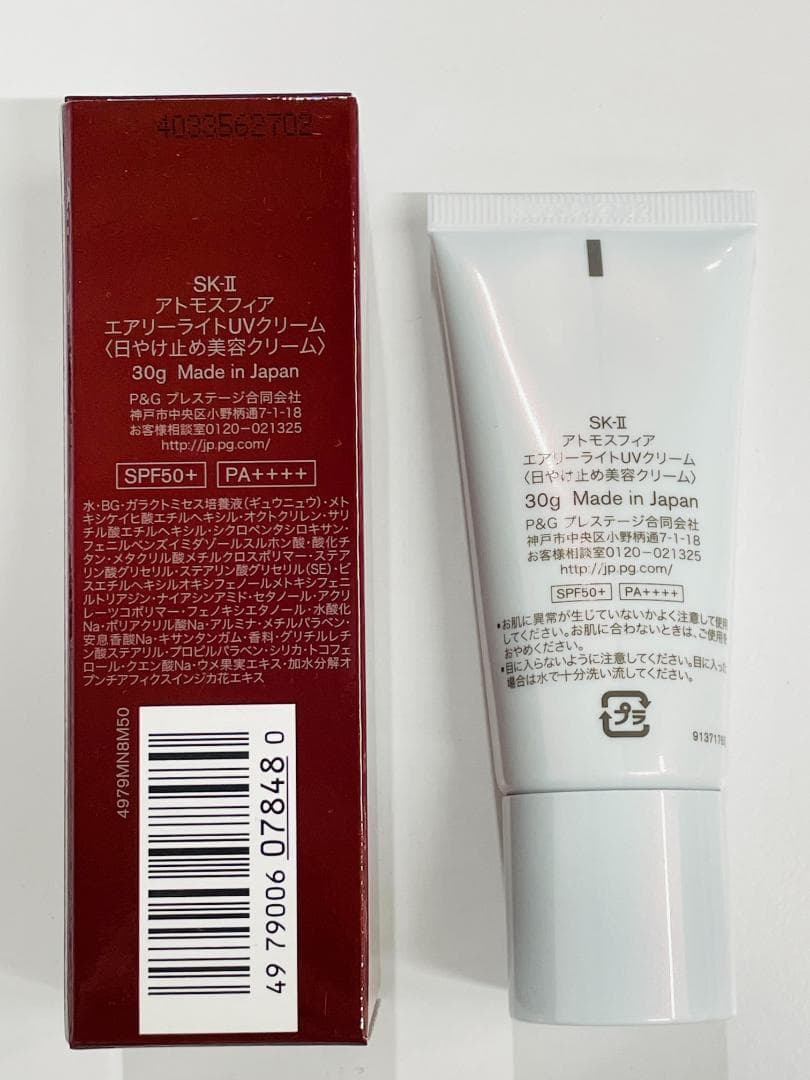 4033562702
SK-II
アトモスフィア
エアリーライトUVクリーム
〈日やけ止め美容クリーム〉
30g Made in Japan
P&G プレステージ合同会社
神戸市中央区小野柄通7-1-18
お客様相談室0120-021325
http://jp.pg.com/
SPF50+ PA++++
水・BG・ガラクトミセス培養液(ギュウニュウ)・メト
キシケイヒ酸エチルヘキシル・オクトクリレン・サリ
チル酸エチルヘキシル・シクロペンタシロキサン・
フェニルベンズイミダゾールスルホン酸・酸化チ
タン・メタクリル酸メチルクロスポリマー・ステア
リン酸グリセリル・ステアリン酸グリセリル(SE)・ビ
スエチルヘキシルオキシフェノールメトキシフェニ
ルトリアジン・ナイアシンアミド・セタノール・アクリ
レーツコポリマー・フェノキシエタノール・水酸化
Na・ポリアクリル酸Na・アルミナ・メチルパラベン・
安息香酸Na・キサンタンガム・香料・グリチルレチ
ン酸ステアリル・プロピルパラベン・シリカ・トコフェ
ロール・クエン酸Na・ウメ果実エキス・加水分解オ
プンチアフィクスインジカ花エキス
4979MN8M50
4979006078480
SK-II
アトモスフィア
エアリーライトUVクリーム
〈日やけ止め美容クリーム〉
30g Made in Japan
P&G プレステージ合同会社
神戸市中央区小野柄通7-1-18
お客様相談室0120-021325
http://jp.pg.com/
SPF50+ PA++++
•お肌に異常が生じていないかよく注意して使用
してください。お肌に合わないときは、ご使用を
おやめください。
•目に入らないように注意してください。目に入った
場合は水で十分洗い流してください。
プラ